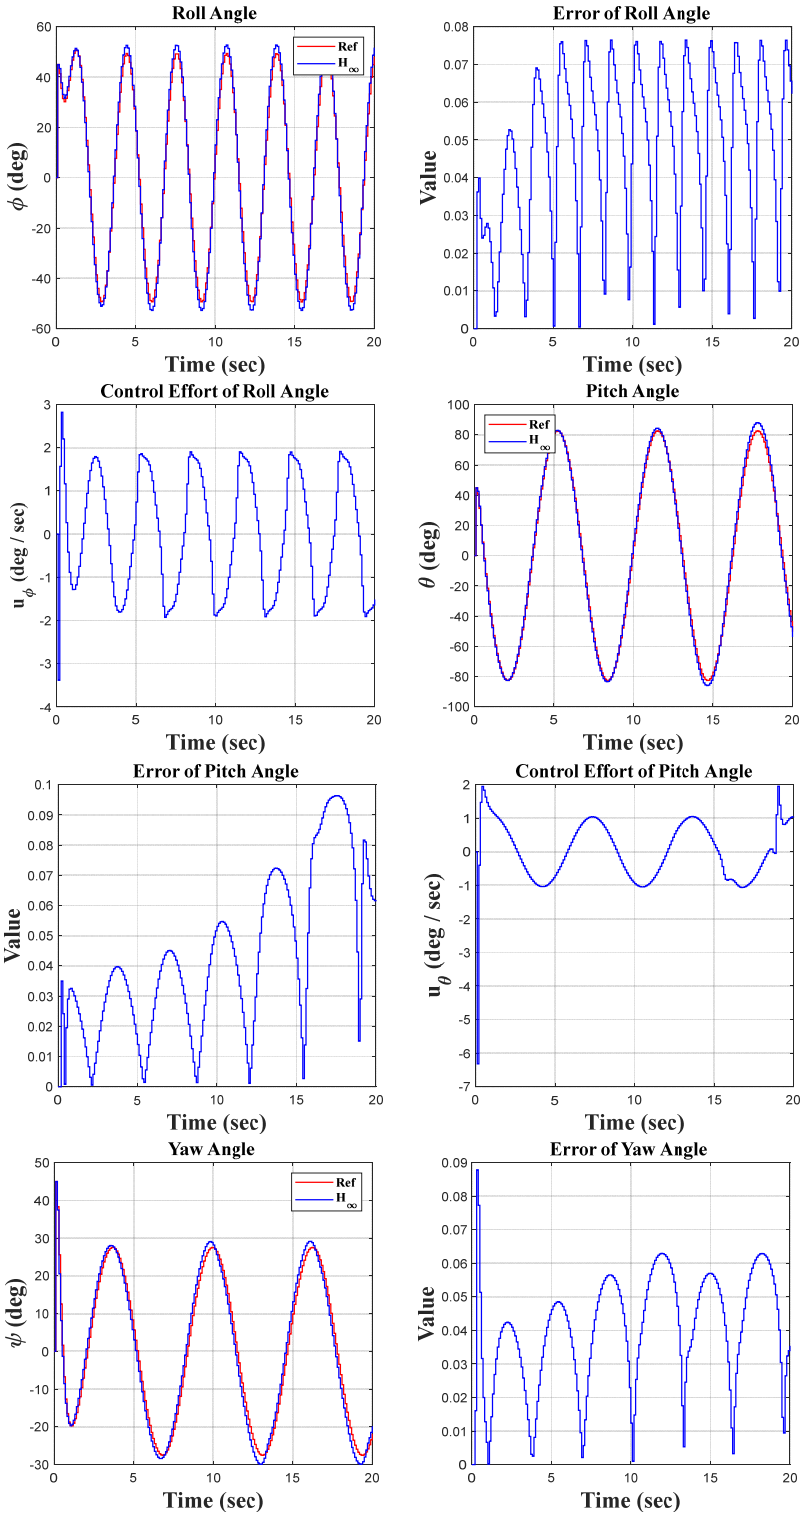 Roll Angle
60
40
20
0
-20
-40
-60
ϕ (deg)
Ref
H∞
0 5 10 15 20
Time (sec)
Error of Roll Angle
0.08
0.07
0.06
0.05
0.04
0.03
0.02
0.01
0
Value
0 5 10 15 20
Time (sec)
Control Effort of Roll Angle
3
2
1
0
-1
-2
-3
-4
uϕ (deg / sec)
0 5 10 15 20
Time (sec)
Pitch Angle
100
80
60
40
20
0
-20
-40
-60
-80
-100
θ (deg)
Ref
H∞
0 5 10 15 20
Time (sec)
Error of Pitch Angle
0.1
0.09
0.08
0.07
0.06
0.05
0.04
0.03
0.02
0.01
0
Value
0 5 10 15 20
Time (sec)
Control Effort of Pitch Angle
2
1
0
-1
-2
-3
-4
-5
-6
-7
uθ (deg / sec)
0 5 10 15 20
Time (sec)
Yaw Angle
50
40
30
20
10
0
-10
-20
-30
ψ (deg)
Ref
H∞
0 5 10 15 20
Time (sec)
Error of Yaw Angle
0.09
0.08
0.07
0.06
0.05
0.04
0.03
0.02
0.01
0
Value
0 5 10 15 20
Time (sec)